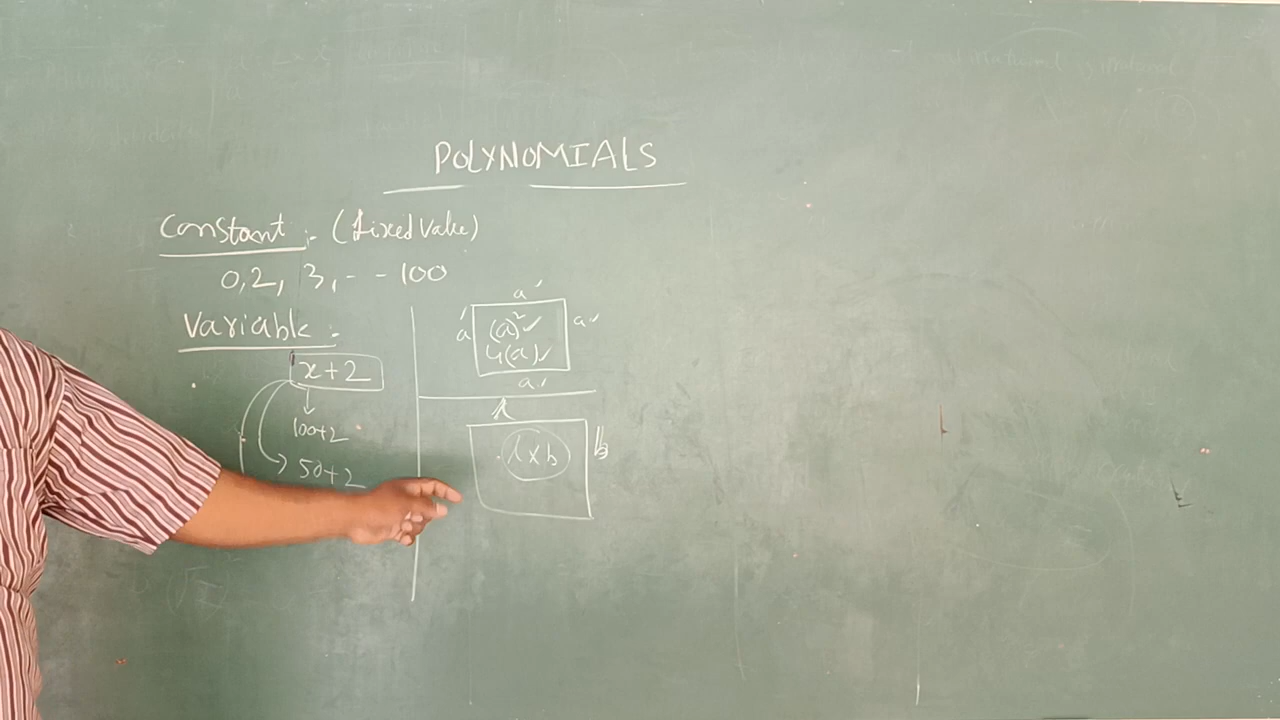 POLYNOMIALS
Constant :- (fixed value)
0, 2, 3, - - 100
Variable :-
x+2
100+2
50+2
a
a
(a)²✓
4(a)✓
a✓
a✓
l
l×b
b